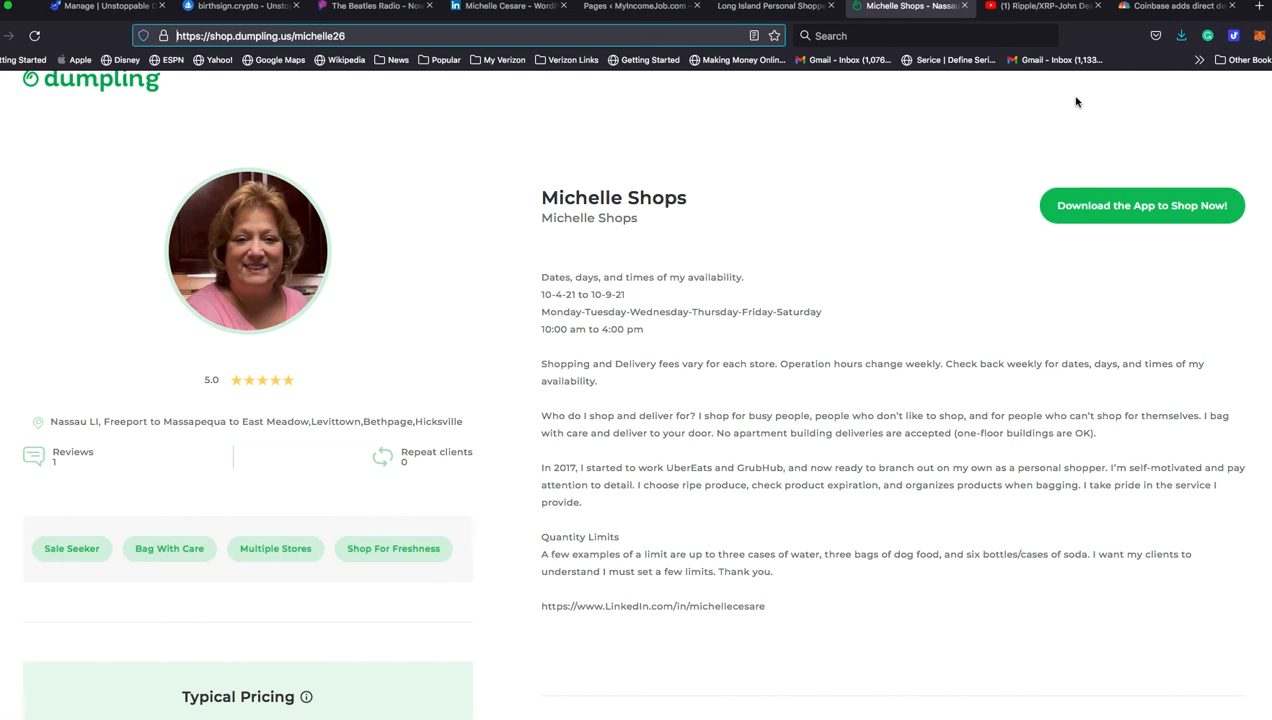 Manage | Unstoppable D
birthsign.crypto - Unsto
The Beatles Radio - Now
Michelle Cesare - WordP
Pages ‹ MyIncomeJob.com —
Long Island Personal Shoppe
Michelle Shops - Nassau
(1) Ripple/XRP-John Dea
Coinbase adds direct de
https://shop.dumpling.us/michelle26
Search
tting Started
Apple
Disney
ESPN
Yahoo!
Google Maps
Wikipedia
News
Popular
My Verizon
Verizon Links
Getting Started
Making Money Onlin...
Gmail - Inbox (1,076...
Serice | Define Seri...
Gmail - Inbox (1,133...
Other Book
dumpling
Michelle Shops
Michelle Shops
Download the App to Shop Now!
Dates, days, and times of my availability.
10-4-21 to 10-9-21
Monday-Tuesday-Wednesday-Thursday-Friday-Saturday
10:00 am to 4:00 pm
Shopping and Delivery fees vary for each store. Operation hours change weekly. Check back weekly for dates, days, and times of my
availability.
Who do I shop and deliver for? I shop for busy people, people who don't like to shop, and for people who can't shop for themselves. I bag
with care and deliver to your door. No apartment building deliveries are accepted (one-floor buildings are OK).
In 2017, I started to work UberEats and GrubHub, and now ready to branch out on my own as a personal shopper. I'm self-motivated and pay
attention to detail. I choose ripe produce, check product expiration, and organizes products when bagging. I take pride in the service I
provide.
Quantity Limits
A few examples of a limit are up to three cases of water, three bags of dog food, and six bottles/cases of soda. I want my clients to
understand I must set a few limits. Thank you.
https://www.LinkedIn.com/in/michellecesare
5.0
Nassau LI, Freeport to Massapequa to East Meadow,Levittown,Bethpage,Hicksville
Reviews
1
Repeat clients
0
Sale Seeker
Bag With Care
Multiple Stores
Shop For Freshness
Typical Pricing